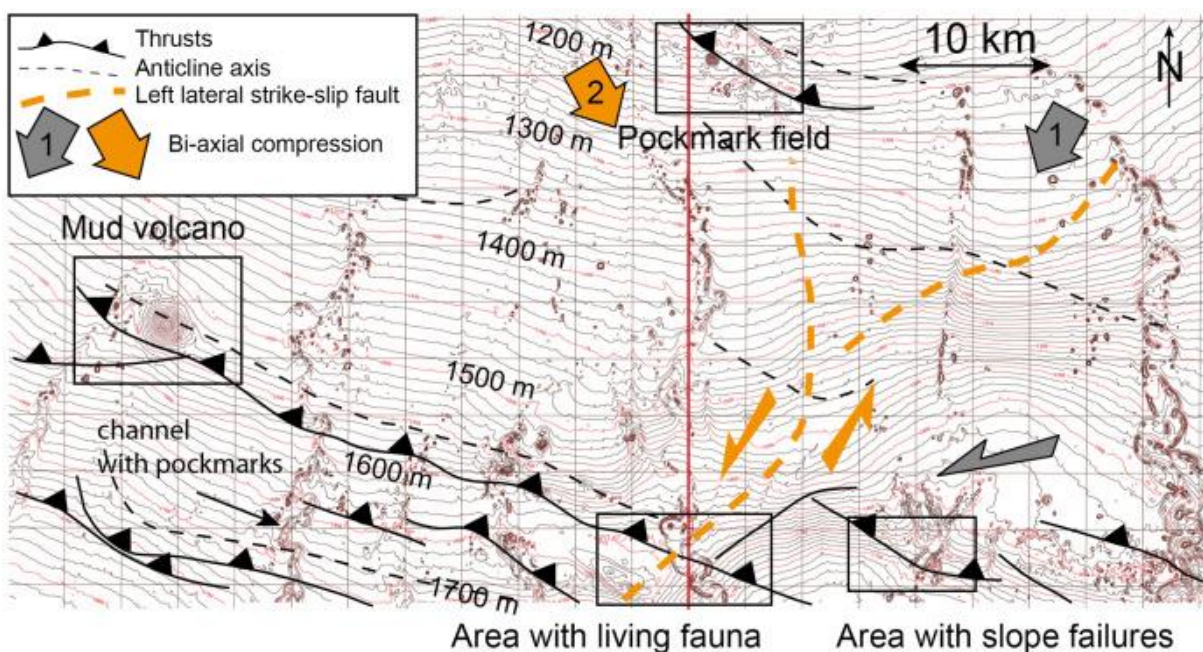 Thrusts
Anticline axis
Left lateral strike-slip fault
1
Bi-axial compression
1200 m
2
10 km
N
1300 m
Pockmark field
1
Mud volcano
1400 m
1500 m
channel
with pockmarks
1600 m
1700 m
Area with living fauna
Area with slope failures